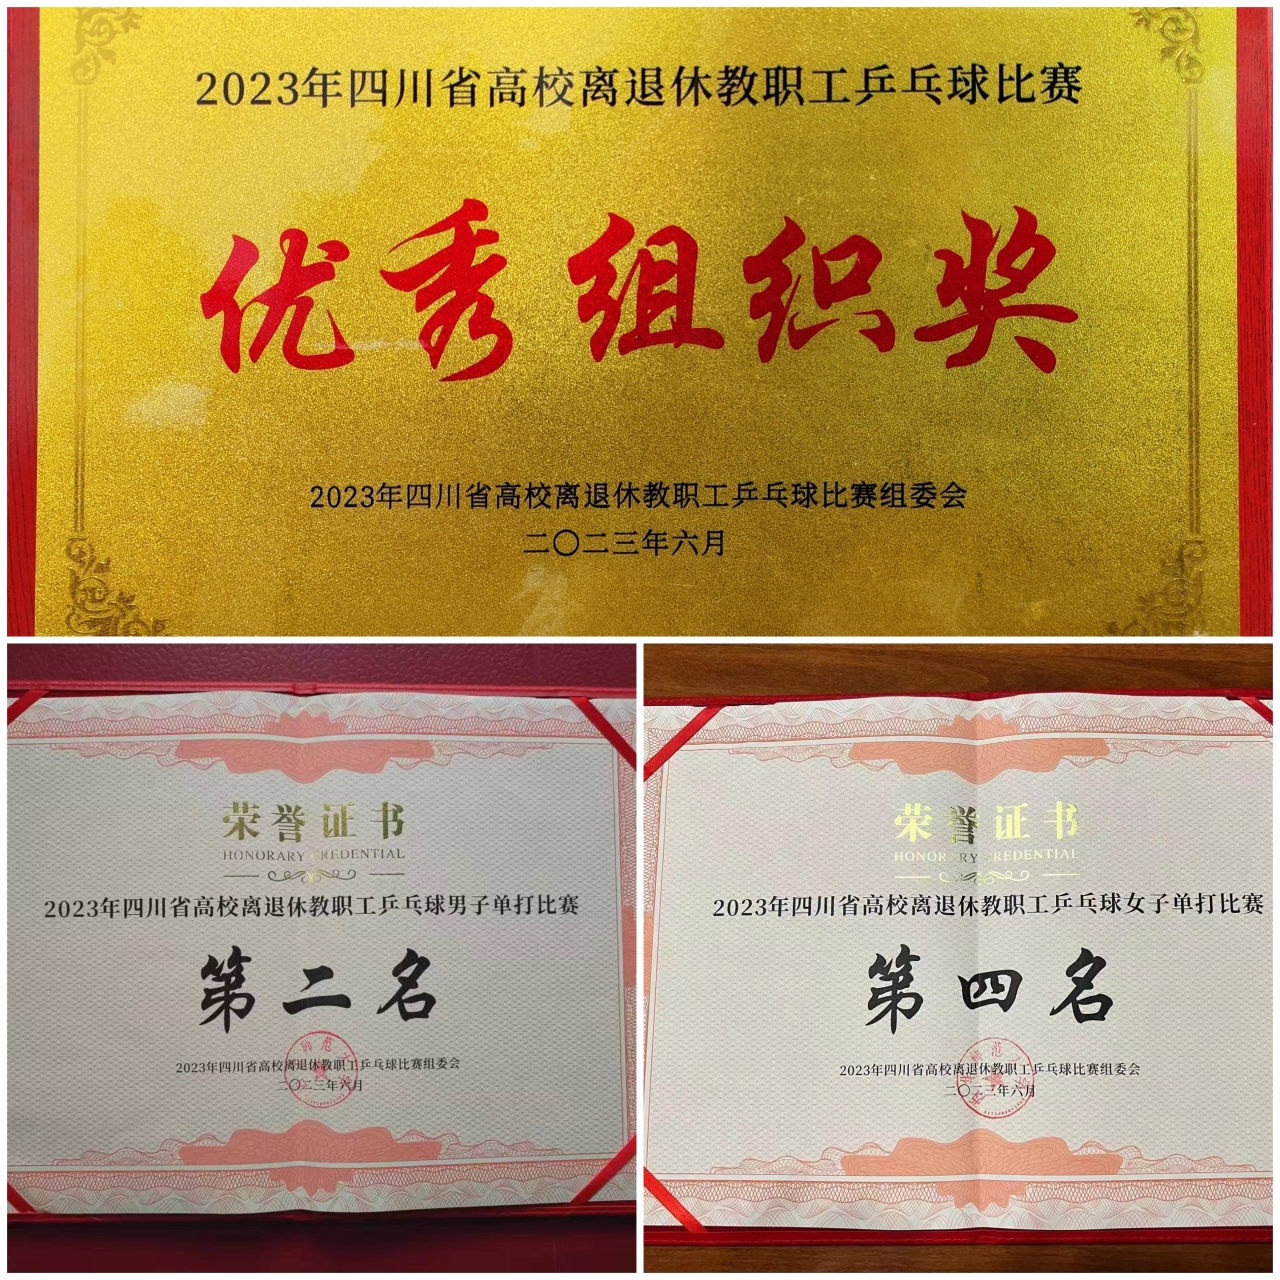 2023年四川省高校离退休教职工乒乓球比赛
优秀组织奖
2023年四川省高校离退休教职工乒乓球比赛组委会
二〇二三年六月
荣誉证书
HONORARY CREDENTIAL
2023年四川省高校离退休教职工乒乓球男子单打比赛
第二名
2023年四川省高校离退休教职工乒乓球比赛组委会
二〇二三年六月
荣誉证书
HONORARY CREDENTIAL
2023年四川省高校离退休教职工乒乓球女子单打比赛
第四名
2023年四川省高校离退休教职工乒乓球比赛组委会
二〇二三年六月